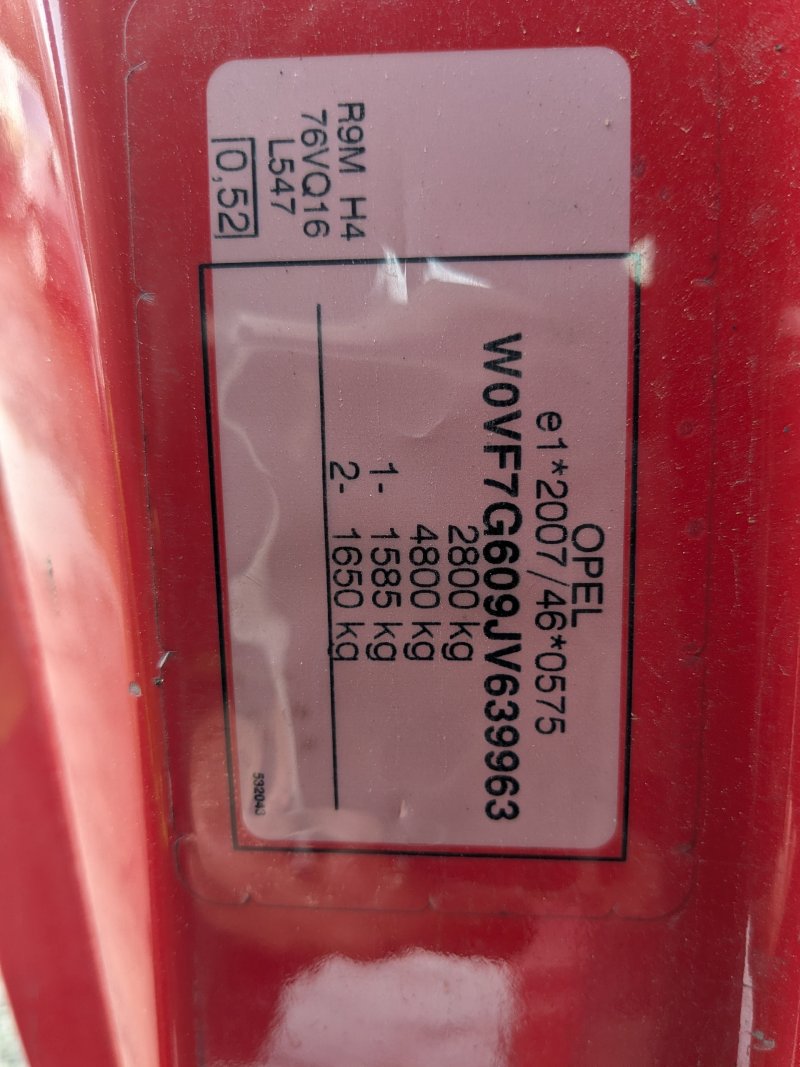 OPEL
e1*2007/46*0575
W0VF7G609JV639963
2800 kg
4800 kg
1- 1585 kg
2- 1650 kg
532043
R9M H4
76VQ16
L547
0,52